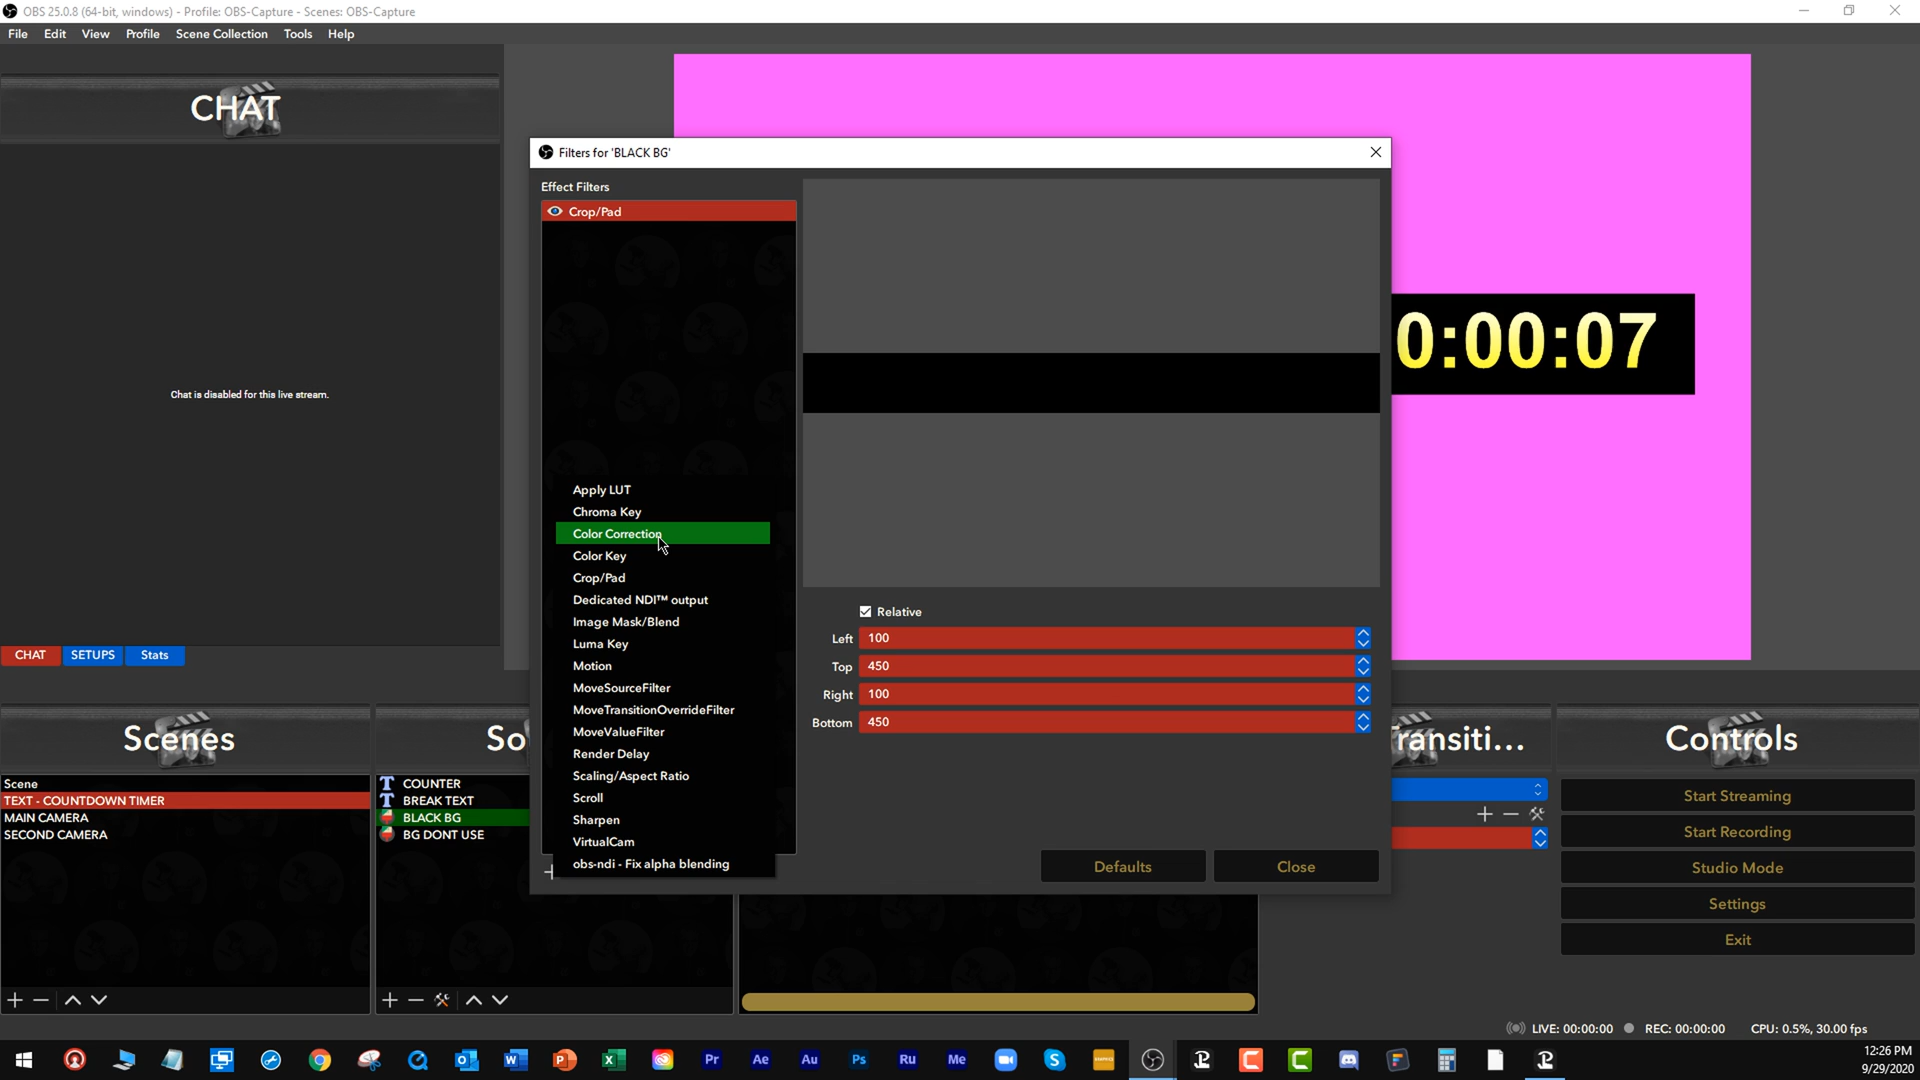 OBS 25.0.8 (64-bit, windows) - Profile: OBS-Capture - Scenes: OBS-Capture
File Edit View Profile Scene Collection Tools Help
CHAT
Chat is disabled for this live stream.
CHAT SETUPS Stats
Filters for 'BLACK BG'
Effect Filters
Crop/Pad
Apply LUT
Chroma Key
Color Correction
Color Key
Crop/Pad
Dedicated NDI™ output
Image Mask/Blend
Luma Key
Motion
MoveSourceFilter
MoveTransitionOverrideFilter
MoveValueFilter
Render Delay
Scaling/Aspect Ratio
Scroll
Sharpen
VirtualCam
obs-ndi - Fix alpha blending
Relative
Left 100
Top 450
Right 100
Bottom 450
Defaults Close
0:00:07
Scenes
Scene
TEXT - COUNTDOWN TIMER
MAIN CAMERA
SECOND CAMERA
So
COUNTER
BREAK TEXT
BLACK BG
BG DONT USE
ransiti...
Controls
Start Streaming
Start Recording
Studio Mode
Settings
Exit
LIVE: 00:00:00 REC: 00:00:00 CPU: 0.5%, 30.00 fps
Pr Ae Au Ps Ru Me
12:26 PM
9/29/2020